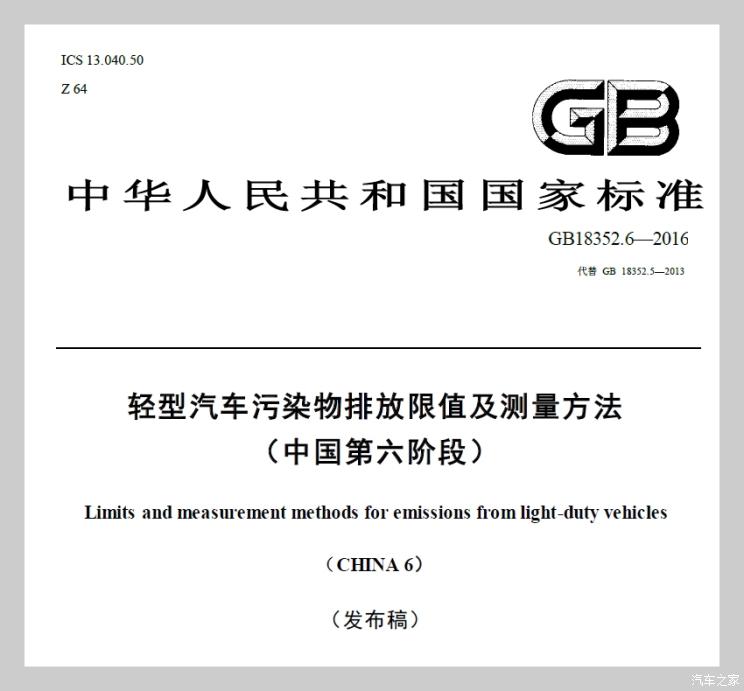 ICS 13.040.50
Z 64
GB
中华人民共和国国家标准
GB18352.6—2016
代替 GB 18352.5—2013
轻型汽车污染物排放限值及测量方法
（中国第六阶段）
Limits and measurement methods for emissions from light-duty vehicles
（CHINA 6）
（发布稿）
汽车之家